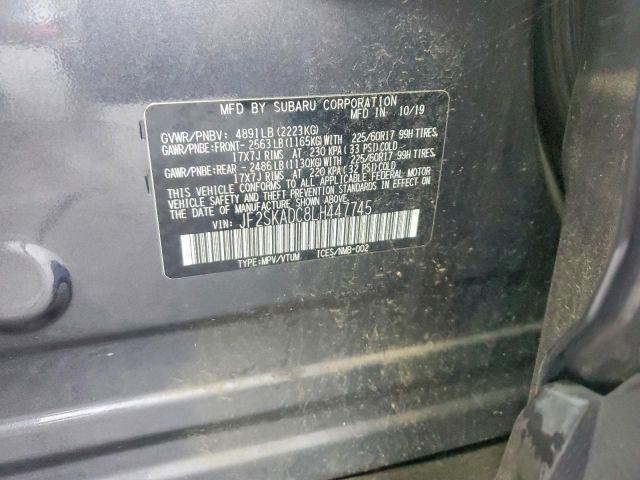 MFD BY SUBARU CORPORATION
MFD IN 10/19
GVWR/PNBV: 4891LB(2223KG)
GAWR/PNBE:FRONT- 2563LB(1165KG)WITH 225/60R17 99H TIRES,
17X7J RIMS AT 230 KPA(33 PSI)COLD
GAWR/PNBE:REAR - 2486 LB(1130KG)WITH 225/60R17 99H TIRES,
17X7J RIMS AT 220 KPA(32 PSI)COLD
THIS VEHICLE CONFORMS TO ALL APPLICABLE FEDERAL MOTOR
VEHICLE SAFETY AND THEFT PREVENTION STANDARDS IN EFFECT
ON THE DATE OF MANUFACTURE SHOWN ABOVE.
VIN: JF2SKADC8LH447745
TYPE:MPV/VTUM ICES/NMB-002